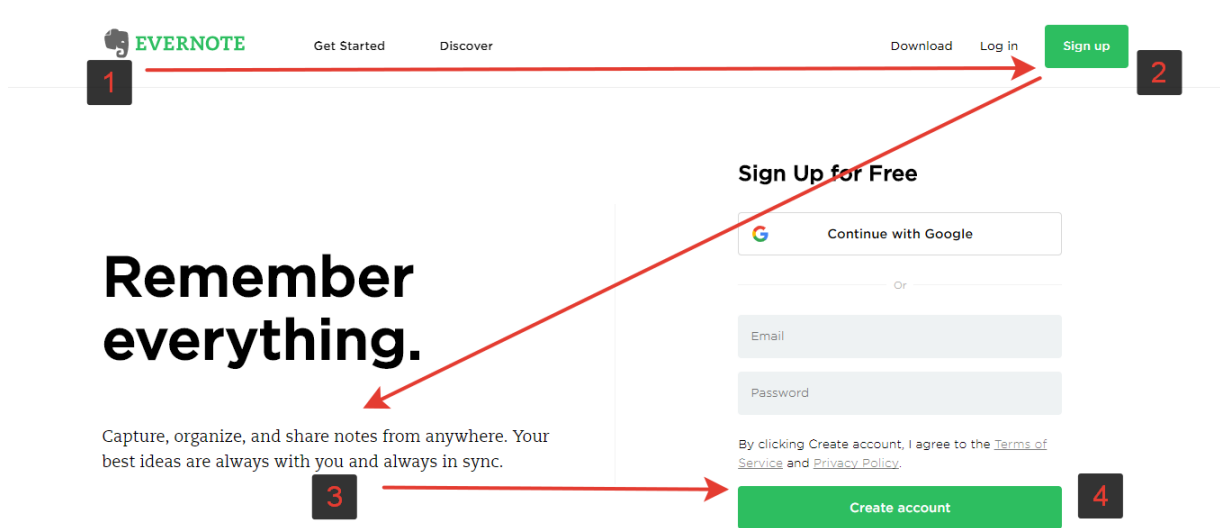 EVERNOTE Get Started Discover Download Log in Sign up
1
2
Sign Up for Free
Continue with Google
Or
Remember
everything.
Email
Password
Capture, organize, and share notes from anywhere. Your
best ideas are always with you and always in sync.
By clicking Create account, I agree to the Terms of
Service and Privacy Policy.
3
4
Create account